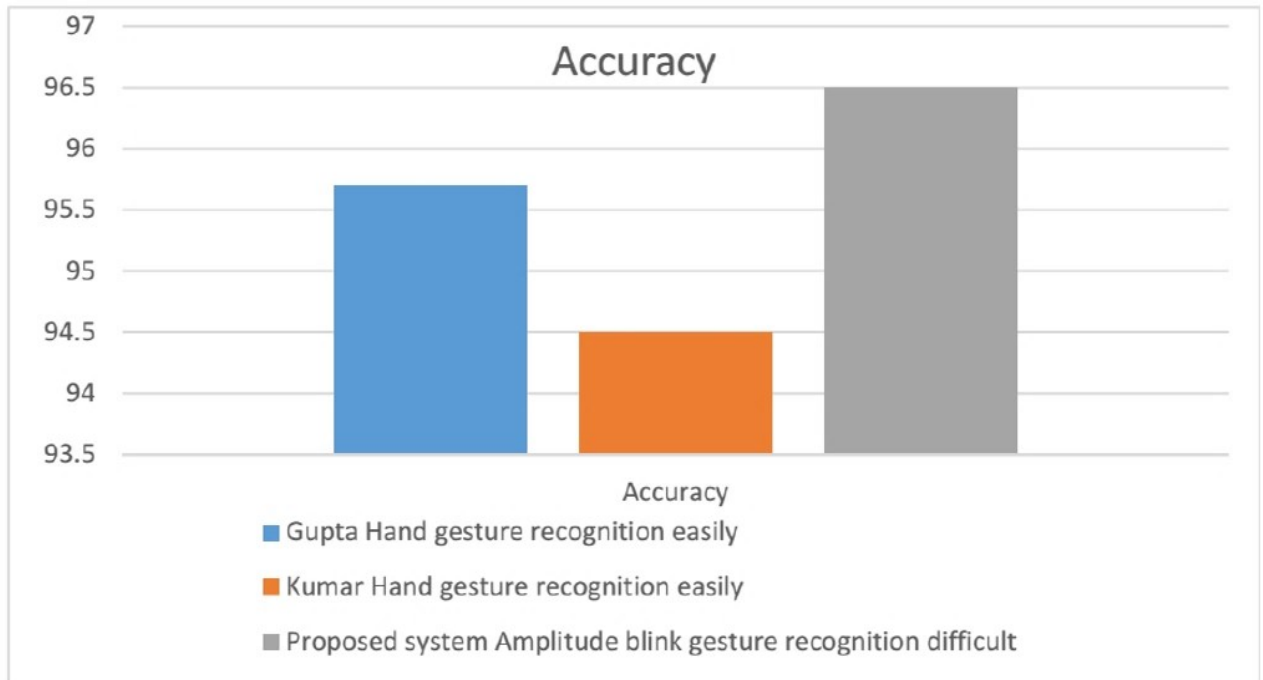 97
Accuracy
96.5
96
95.5
95
94.5
94
93.5
Accuracy
Gupta Hand gesture recognition easily
Kumar Hand gesture recognition easily
Proposed system Amplitude blink gesture recognition difficult